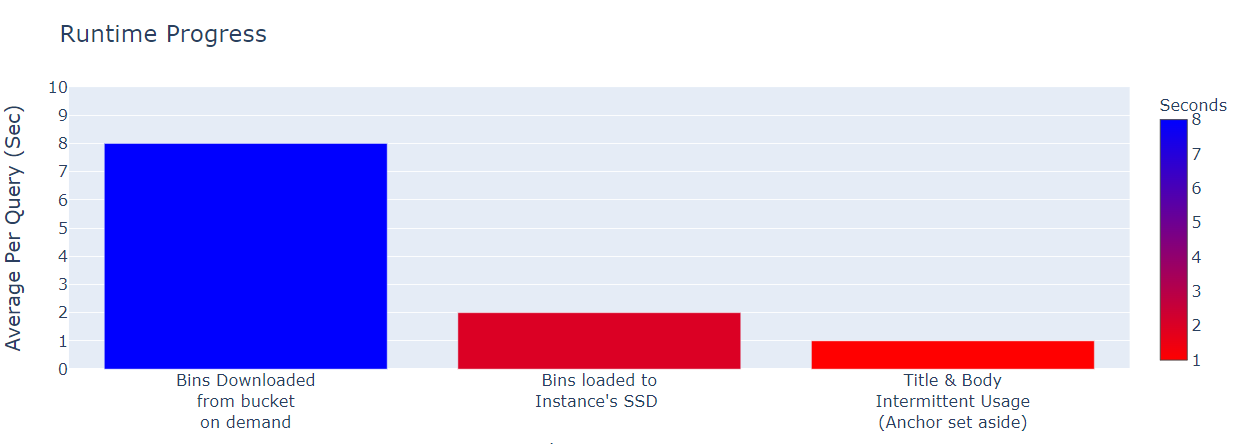 Runtime Progress
Average Per Query (Sec)
10
9
8
7
6
5
4
3
2
1
0
Bins Downloaded
from bucket
on demand
Bins loaded to
Instance's SSD
Title & Body
Intermittent Usage
(Anchor set aside)
Seconds
8
7
6
5
4
3
2
1